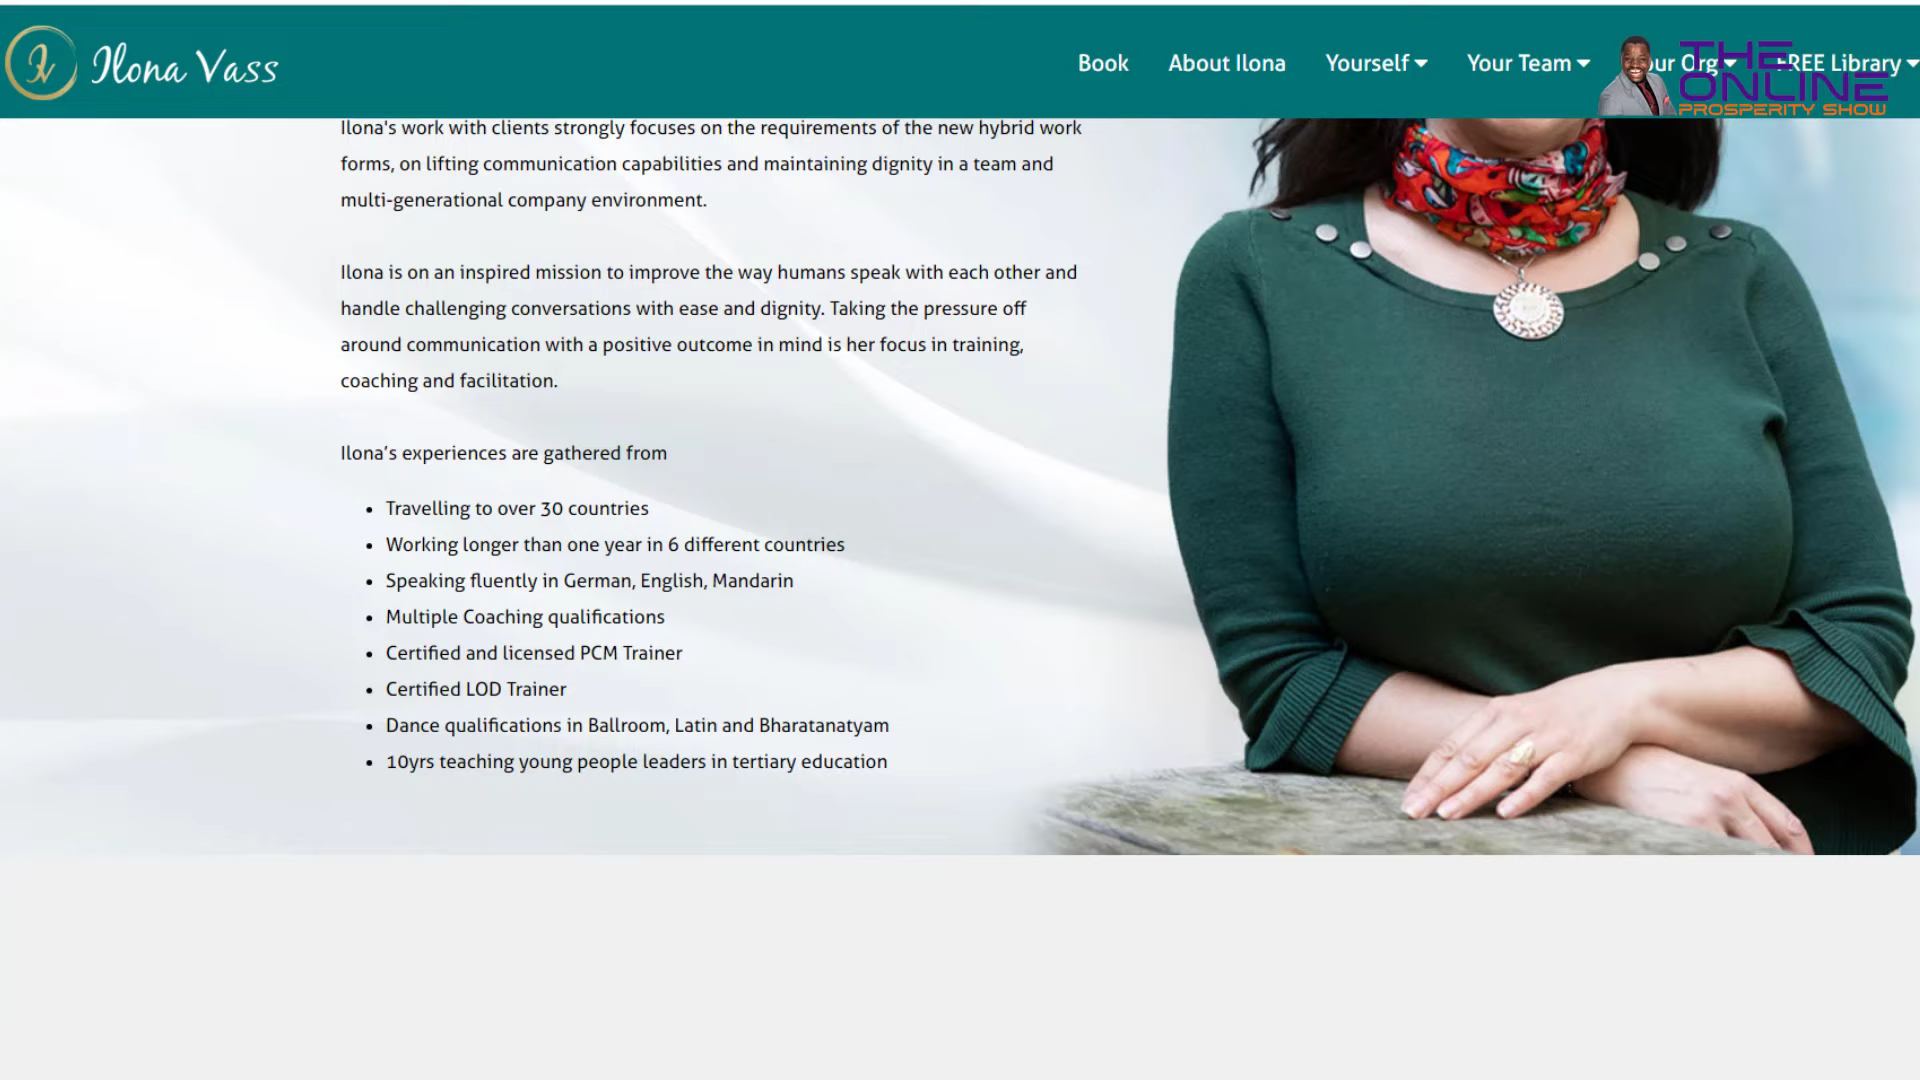 Ilona Vass
Book About Ilona Yourself Your Team our Org FREE Library
THE
ONLINE
PROSPERITY SHOW
Ilona's work with clients strongly focuses on the requirements of the new hybrid work
forms, on lifting communication capabilities and maintaining dignity in a team and
multi-generational company environment.
Ilona is on an inspired mission to improve the way humans speak with each other and
handle challenging conversations with ease and dignity. Taking the pressure off
around communication with a positive outcome in mind is her focus in training,
coaching and facilitation.
Ilona’s experiences are gathered from
• Travelling to over 30 countries
• Working longer than one year in 6 different countries
• Speaking fluently in German, English, Mandarin
• Multiple Coaching qualifications
• Certified and licensed PCM Trainer
• Certified LOD Trainer
• Dance qualifications in Ballroom, Latin and Bharatanatyam
• 10yrs teaching young people leaders in tertiary education